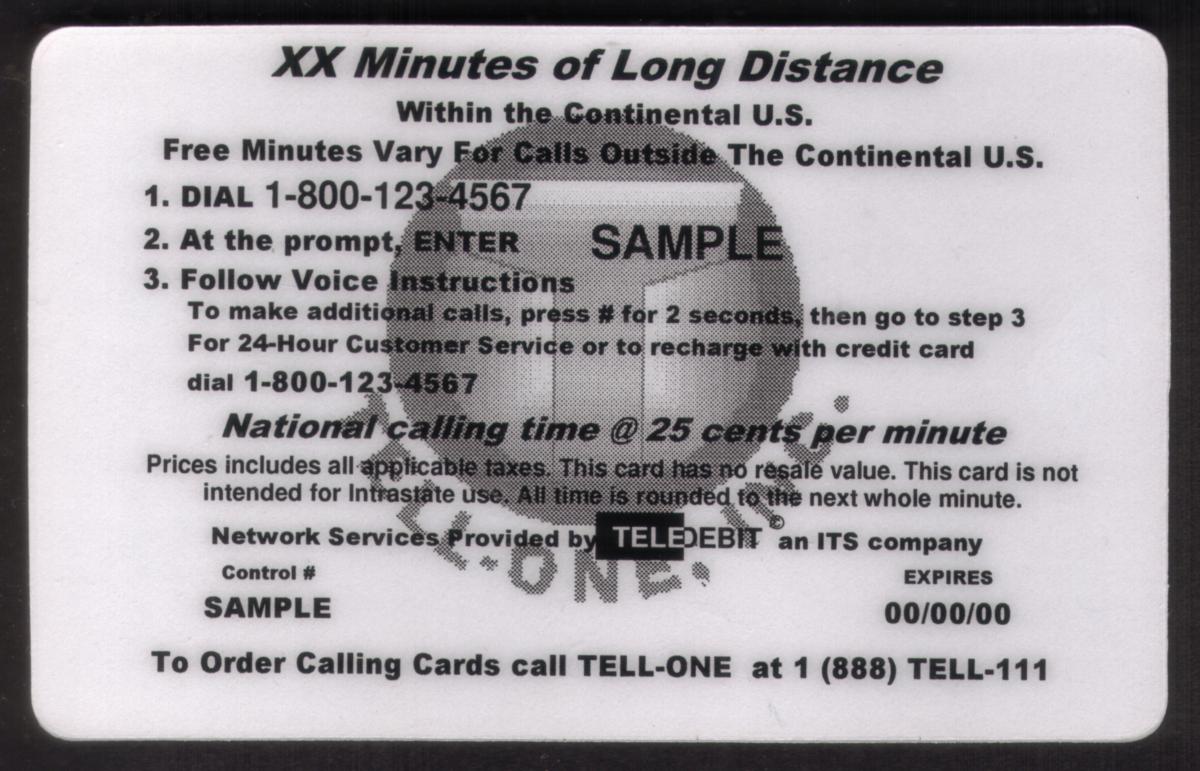 XX Minutes of Long Distance
Within the Continental U.S.
Free Minutes Vary For Calls Outside The Continental U.S.
1. DIAL 1-800-123-4567
2. At the prompt, ENTER SAMPLE
3. Follow Voice Instructions
To make additional calls, press # for 2 seconds, then go to step 3
For 24-Hour Customer Service or to recharge with credit card
dial 1-800-123-4567
National calling time @ 25 cents per minute
Prices includes all applicable taxes. This card has no resale value. This card is not
intended for Intrastate use. All time is rounded to the next whole minute.
Network Services Provided by TELEDEBIT © an ITS company
Control # EXPIRES
SAMPLE 00/00/00
To Order Calling Cards call TELL-ONE at 1 (888) TELL-111
TELL-ONE, INC.